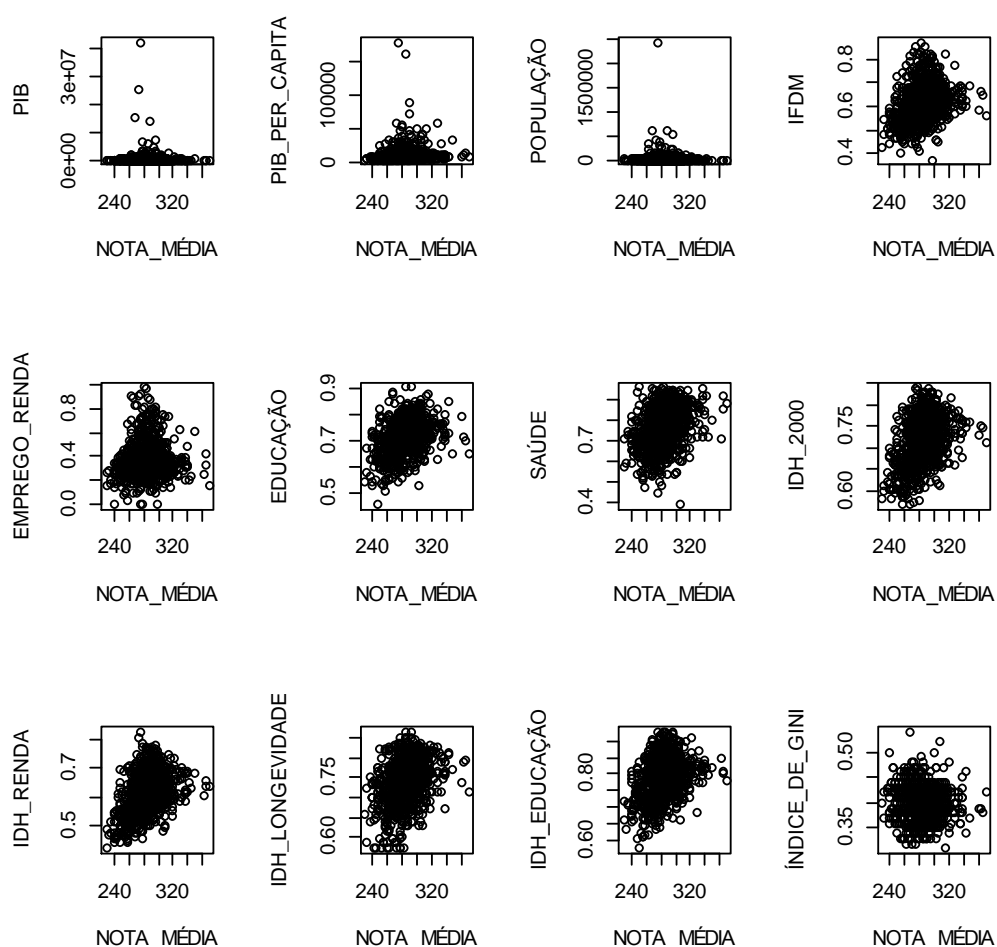 PIB
0e+00 3e+07
240 320
NOTA_MÉDIA
PIB_PER_CAPITA
0 100000
240 320
NOTA_MÉDIA
POPULAÇÃO
0 1500000
240 320
NOTA_MÉDIA
IFDM
0.4 0.6 0.8
240 320
NOTA_MÉDIA
EMPREGO_RENDA
0.0 0.4 0.8
240 320
NOTA_MÉDIA
EDUCAÇÃO
0.5 0.7 0.9
240 320
NOTA_MÉDIA
SAÚDE
0.4 0.7
240 320
NOTA_MÉDIA
IDH_2000
0.60 0.75
240 320
NOTA_MÉDIA
IDH_RENDA
0.5 0.7
240 320
NOTA_MÉDIA
IDH_LONGEVIDADE
0.60 0.75
240 320
NOTA_MÉDIA
IDH_EDUCAÇÃO
0.60 0.80
240 320
NOTA_MÉDIA
ÍNDICE_DE_GINI
0.35 0.50
240 320
NOTA_MÉDIA